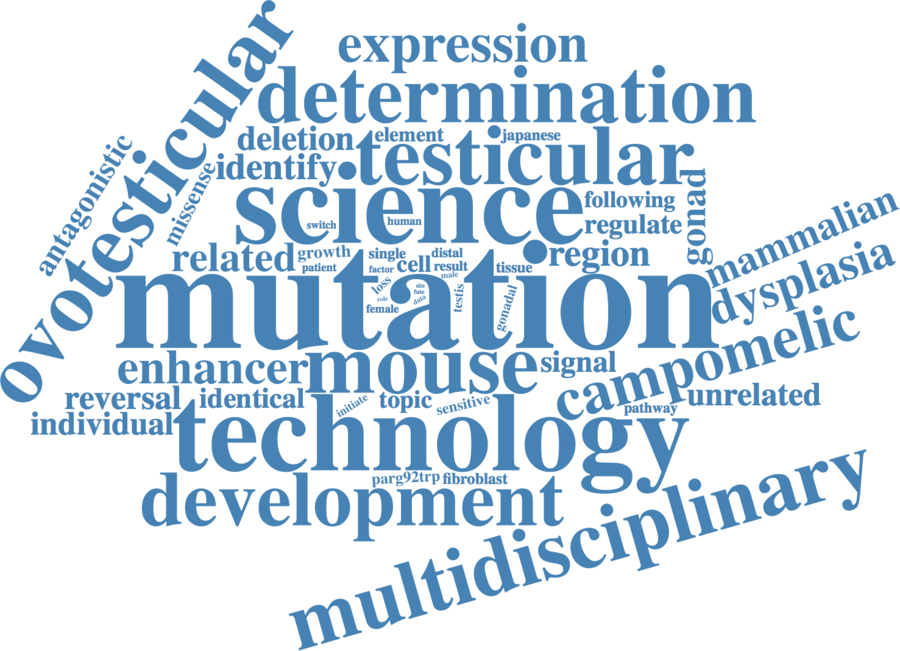 expression
determination
ovotesticular
deletion
element
japanese
testicular
antagonistic
missense
identify
science
switch
human
following
regulate
gonad
related
growth
patient
single
factor
cell
distal
result
male
tissue
region
mammalian
dysplasia
mutation
loss
role
female
site
fate
data
testis
gonadal
enhancer
mouse
signal
campomelic
reversal
identical
initiate
topic
sensitive
pathway
unrelated
individual
technology
parg92trp
fibroblast
development
multidisciplinary